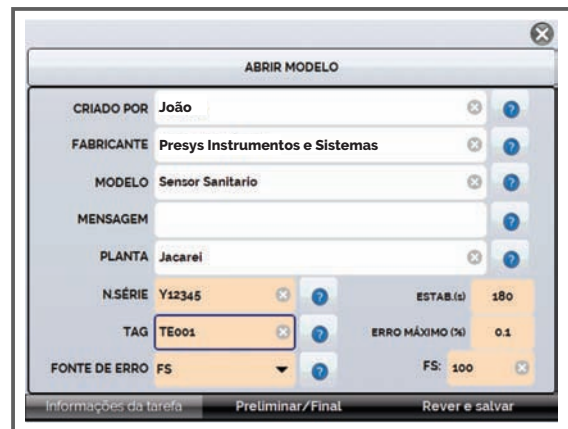 ABRIR MODELO
CRIADO POR João
FABRICANTE Presys Instrumentos e Sistemas
MODELO Sensor Sanitario
MENSAGEM
PLANTA Jacarei
N.SÉRIE Y12345 ESTAB.(s) 180
TAG TE001 ERRO MÁXIMO (%) 0.1
FONTE DE ERRO FS FS: 100
Informações da tarefa Preliminar/Final Rever e salvar